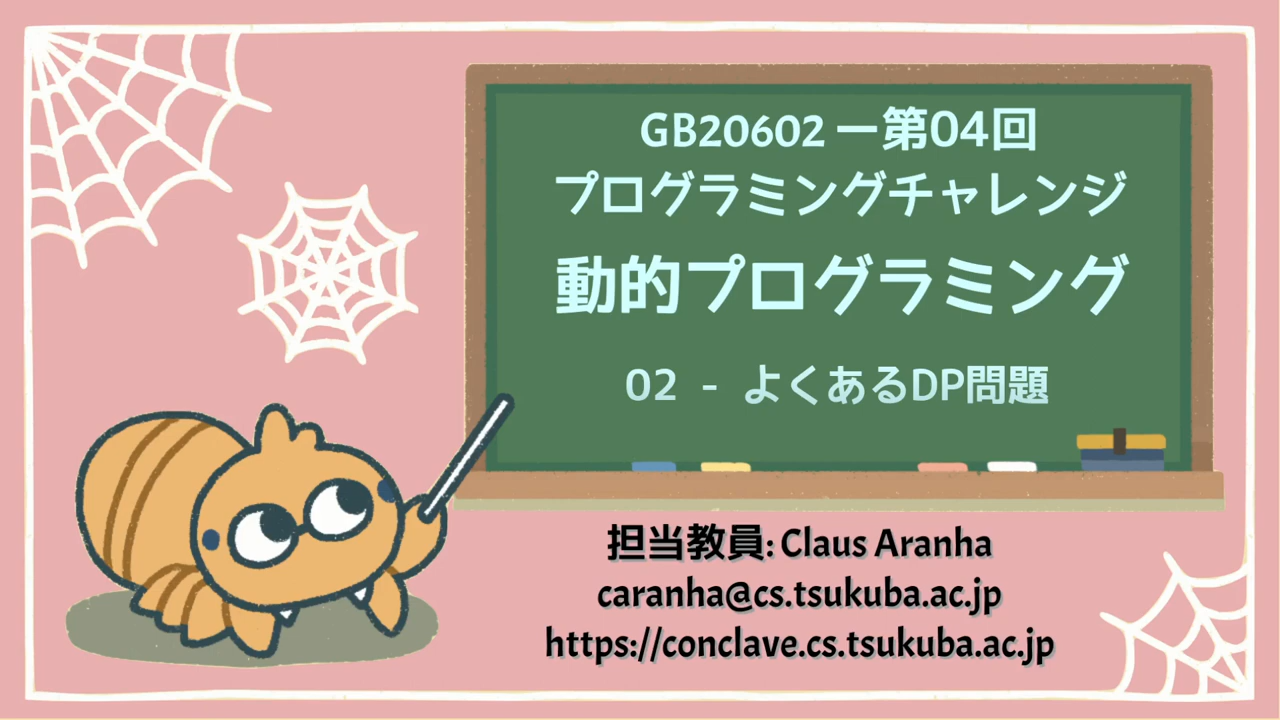 GB20602 ー第04回
プログラミングチャレンジ
動的プログラミング
02 - よくあるDP問題
担当教員: Claus Aranha
caranha@cs.tsukuba.ac.jp
https://conclave.cs.tsukuba.ac.jp